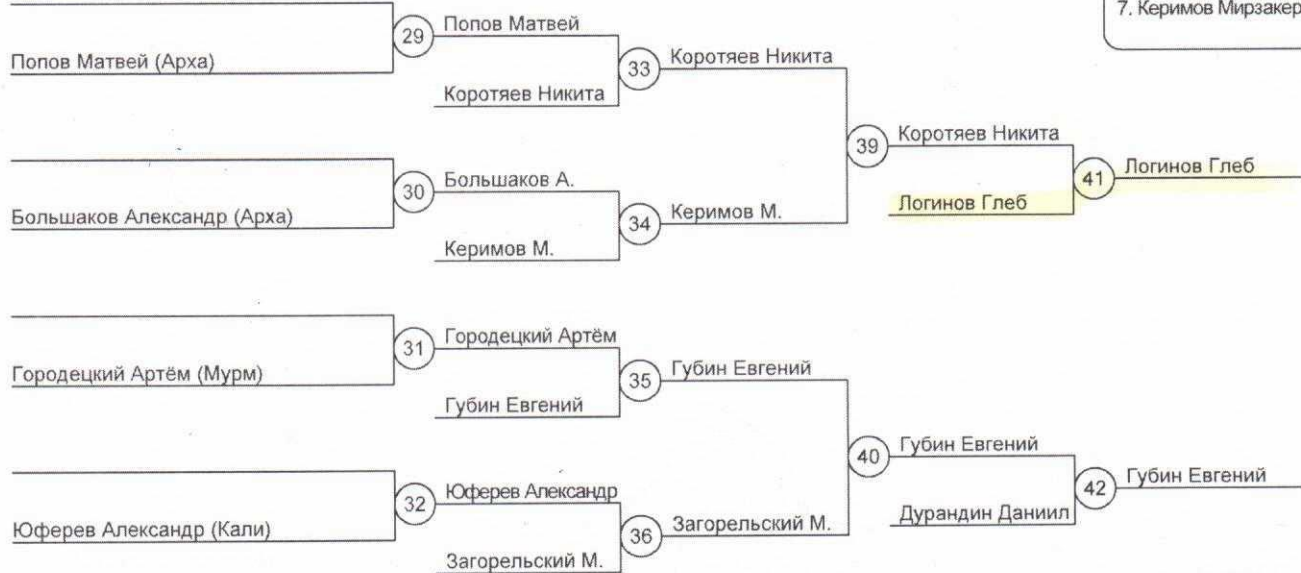 7. Керимов Мирзакер
29
Попов Матвей
Попов Матвей (Арха)
33
Коротяев Никита
Коротяев Никита
39
Коротяев Никита
30
Большаков А.
41
Логинов Глеб
Большаков Александр (Арха)
34
Керимов М.
Логинов Глеб
Керимов М.
31
Городецкий Артём
Городецкий Артём (Мурм)
35
Губин Евгений
Губин Евгений
40
Губин Евгений
32
Юферев Александр
42
Губин Евгений
Юферев Александр (Кали)
36
Загорельский М.
Дурандин Даниил
Загорельский М.